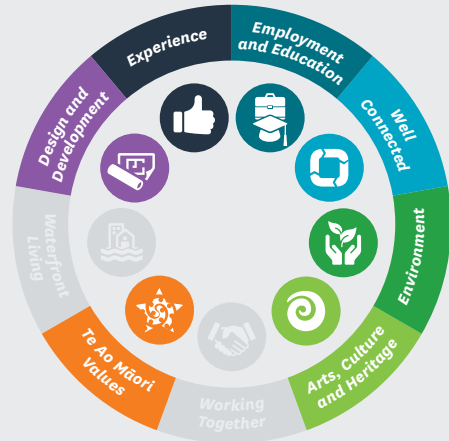 Experience
Employment
and Education
Well
Connected
Environment
Arts, Culture
and Heritage
Working
Together
Te Ao Māori
Values
Waterfront
Living
Design and
Development